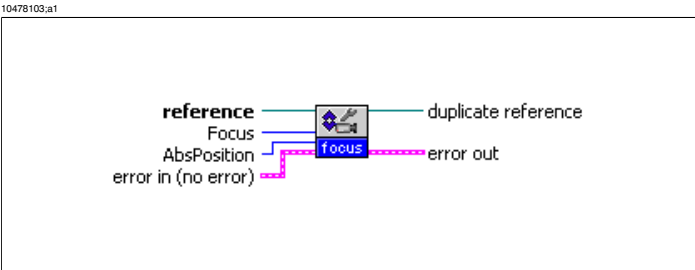 10478103;a1
reference
duplicate reference
Focus
AbsPosition
focus
error out
error in (no error)